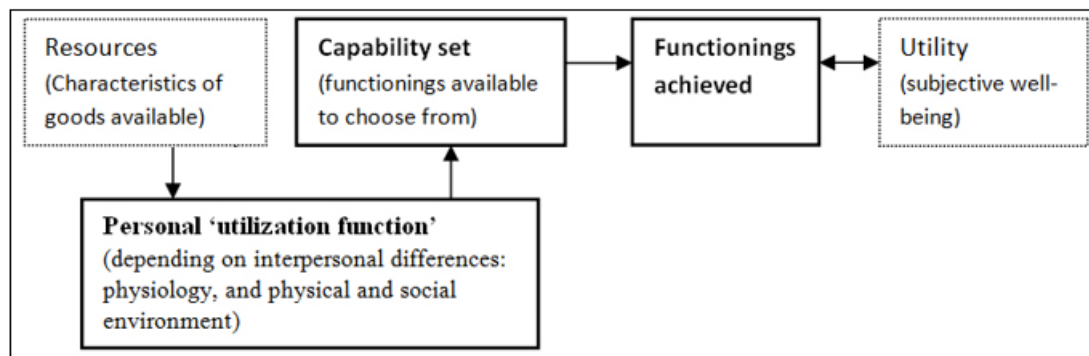 Resources
(Characteristics of
goods available)
Capability set
(functionings available
to choose from)
Functionings
achieved
Utility
(subjective well-
being)
Personal ‘utilization function’
(depending on interpersonal differences:
physiology, and physical and social
environment)